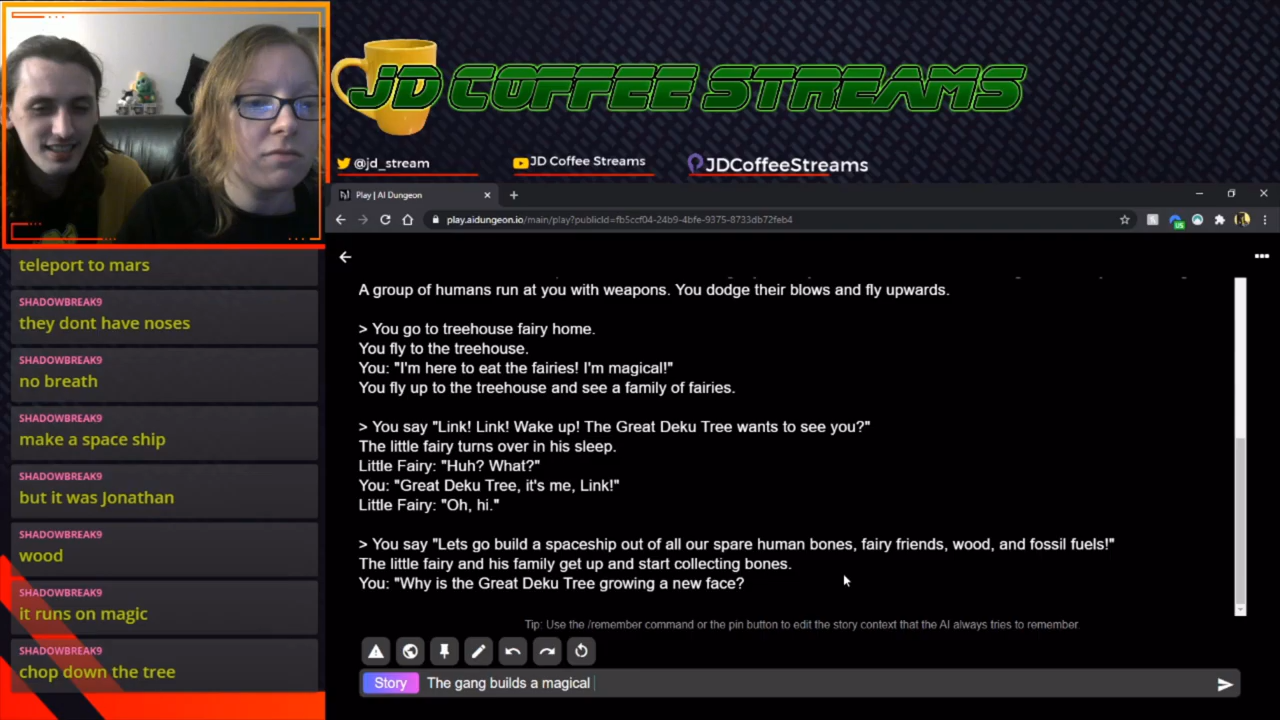 JD COFFEE STREAMS
@jd_stream
JD Coffee Streams
JDCoffeeStreams
Play | AI Dungeon
play.aidungeon.io/main/play?publicId=fb5ccf04-24b9-4bfe-9375-8733db72feb4
teleport to mars
SHADOWBREAK9
they dont have noses
SHADOWBREAK9
no breath
SHADOWBREAK9
make a space ship
SHADOWBREAK9
but it was Jonathan
SHADOWBREAK9
wood
SHADOWBREAK9
it runs on magic
SHADOWBREAK9
chop down the tree
A group of humans run at you with weapons. You dodge their blows and fly upwards.
> You go to treehouse fairy home.
You fly to the treehouse.
You: "I'm here to eat the fairies! I'm magical!"
You fly up to the treehouse and see a family of fairies.
> You say "Link! Link! Wake up! The Great Deku Tree wants to see you?"
The little fairy turns over in his sleep.
Little Fairy: "Huh? What?"
You: "Great Deku Tree, it's me, Link!"
Little Fairy: "Oh, hi."
> You say "Lets go build a spaceship out of all our spare human bones, fairy friends, wood, and fossil fuels!"
The little fairy and his family get up and start collecting bones.
You: "Why is the Great Deku Tree growing a new face?
Tip: Use the /remember command or the pin button to edit the story context that the AI always tries to remember.
Story
The gang builds a magical